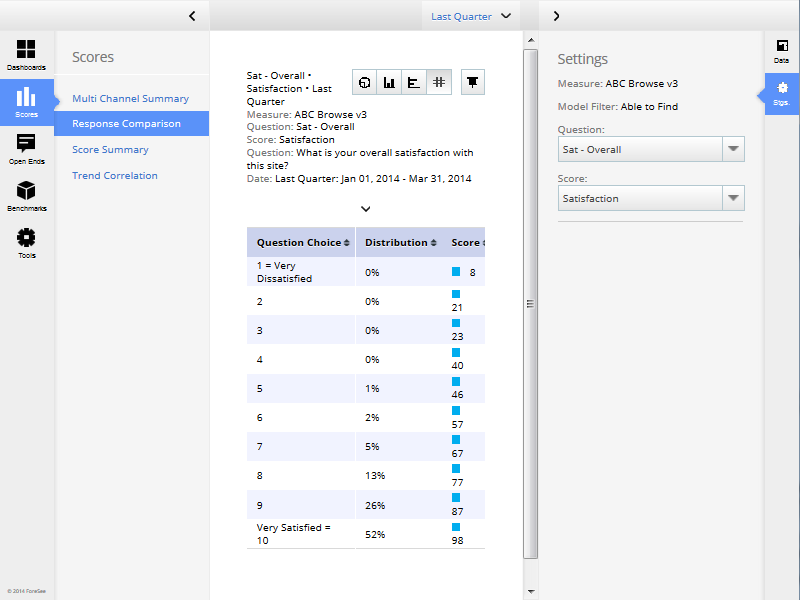 Last Quarter
Dashboards
Scores
Open Ends
Benchmarks
Tools
© 2014 ForeSee
Scores
Multi Channel Summary
Response Comparison
Score Summary
Trend Correlation
Sat - Overall •
Satisfaction • Last
Quarter
Measure: ABC Browse v3
Question: Sat - Overall
Score: Satisfaction
Question: What is your overall satisfaction with
this site?
Date: Last Quarter: Jan 01, 2014 - Mar 31, 2014
Question Choice Distribution Score
1 = Very
Dissatisfied 0% 8
2 0% 21
3 0% 23
4 0% 40
5 1% 46
6 2% 57
7 5% 67
8 13% 77
9 26% 87
Very Satisfied =
10 52% 98
Settings
Measure: ABC Browse v3
Model Filter: Able to Find
Question:
Sat - Overall
Score:
Satisfaction
Data
Stgs.